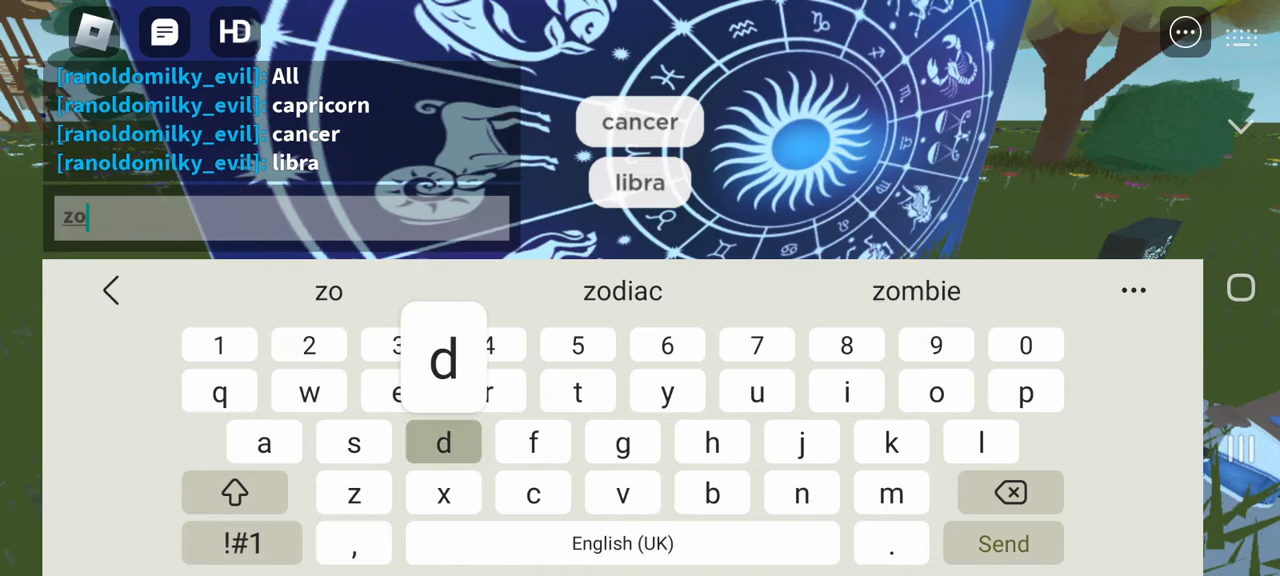 HD
[ranoldomilky_evil]: All
[ranoldomilky_evil]: capricorn
[ranoldomilky_evil]: cancer
[ranoldomilky_evil]: libra
cancer
libra
zo
zo zodiac zombie
d
1 2 3 4 5 6 7 8 9 0
q w e r t y u i o p
a s d f g h j k l
z x c v b n m
!#1 , English (UK) . Send